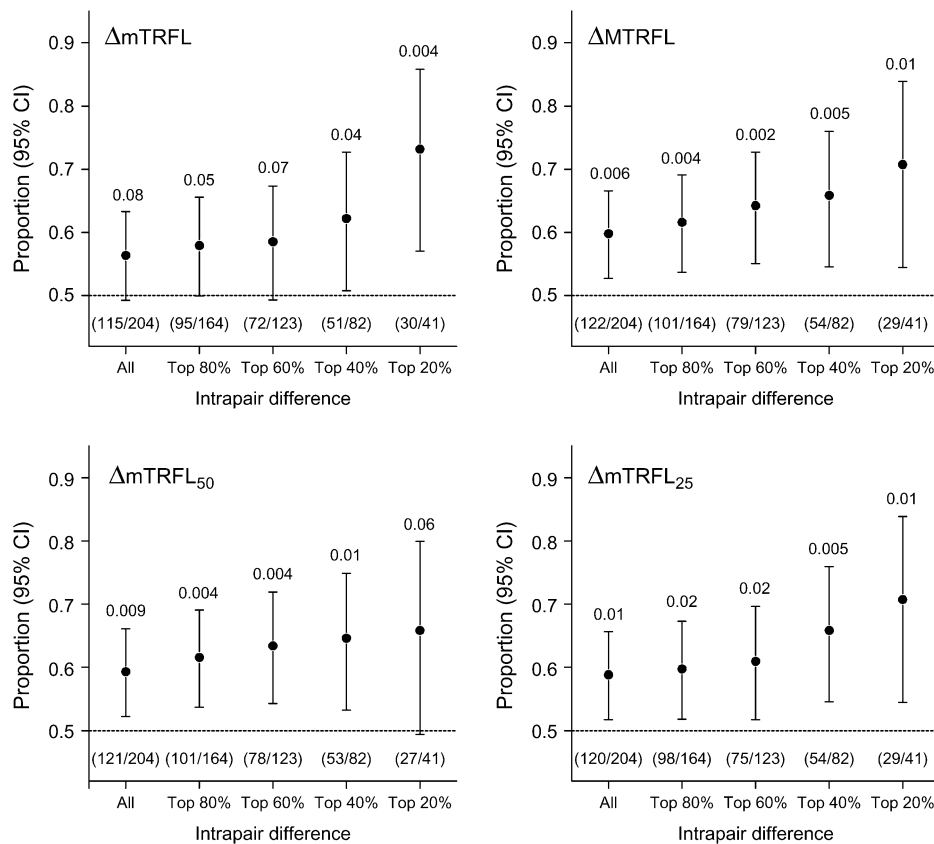 ΔmTRFL
Proportion (95% CI)
0.9
0.8
0.7
0.6
0.5
0.08
0.05
0.07
0.04
0.004
(115/204) (95/164) (72/123) (51/82) (30/41)
All Top 80% Top 60% Top 40% Top 20%
Intrapair difference
ΔMTRFL
Proportion (95% CI)
0.9
0.8
0.7
0.6
0.5
0.006
0.004
0.002
0.005
0.01
(122/204) (101/164) (79/123) (54/82) (29/41)
All Top 80% Top 60% Top 40% Top 20%
Intrapair difference
ΔmTRFL50
Proportion (95% CI)
0.9
0.8
0.7
0.6
0.5
0.009
0.004
0.004
0.01
0.06
(121/204) (101/164) (78/123) (53/82) (27/41)
All Top 80% Top 60% Top 40% Top 20%
Intrapair difference
ΔmTRFL25
Proportion (95% CI)
0.9
0.8
0.7
0.6
0.5
0.01
0.02
0.02
0.005
0.01
(120/204) (98/164) (75/123) (54/82) (29/41)
All Top 80% Top 60% Top 40% Top 20%
Intrapair difference